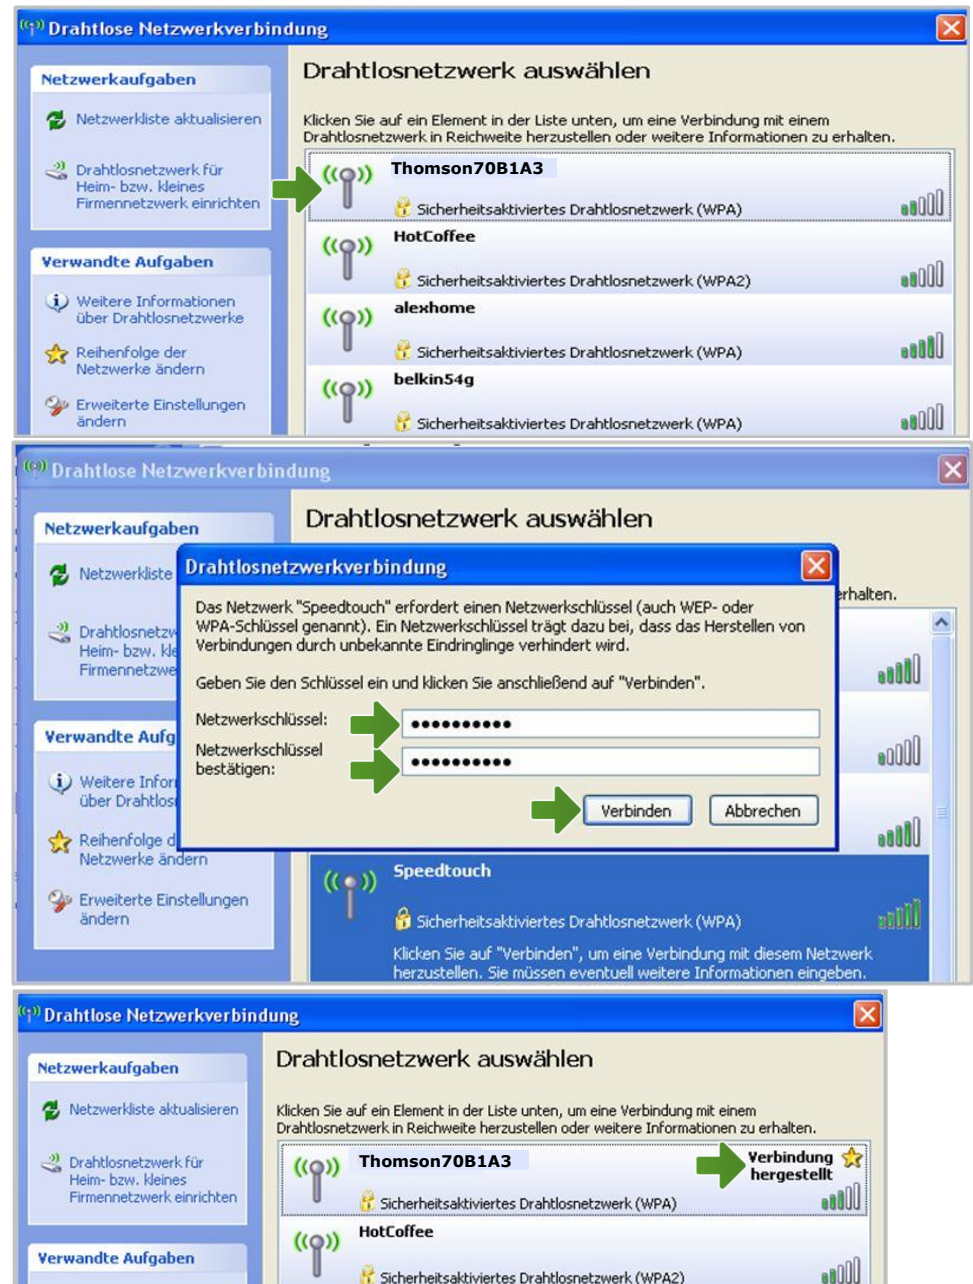 Drahtlose Netzwerkverbindung
Netzwerkaufgaben
Netzwerkliste aktualisieren
Drahtlosnetzwerk für
Heim- bzw. kleines
Firmennetzwerk einrichten
Verwandte Aufgaben
Weitere Informationen
über Drahtlosnetzwerke
Reihenfolge der
Netzwerke ändern
Erweiterte Einstellungen
ändern
Drahtlosnetzwerk auswählen
Klicken Sie auf ein Element in der Liste unten, um eine Verbindung mit einem
Drahtlosnetzwerk in Reichweite herzustellen oder weitere Informationen zu erhalten.
Thomson70B1A3
Sicherheitsaktiviertes Drahtlosnetzwerk (WPA)
HotCoffee
Sicherheitsaktiviertes Drahtlosnetzwerk (WPA2)
alexhome
Sicherheitsaktiviertes Drahtlosnetzwerk (WPA)
belkin54g
Sicherheitsaktiviertes Drahtlosnetzwerk (WPA)
Drahtlose Netzwerkverbindung
Netzwerkaufgaben
Netzwerkliste
Drahtlosnetzw
Heim- bzw. kle
Firmennetzwe
Verwandte Aufg
Weitere Infor
über Drahtlos
Reihenfolge d
Netzwerke ändern
Erweiterte Einstellungen
ändern
Drahtlosnetzwerk auswählen
erhalten.
Drahtlosnetzwerkverbindung
Das Netzwerk "Speedtouch" erfordert einen Netzwerkschlüssel (auch WEP- oder
WPA-Schlüssel genannt). Ein Netzwerkschlüssel trägt dazu bei, dass das Herstellen von
Verbindungen durch unbekannte Eindringlinge verhindert wird.
Geben Sie den Schlüssel ein und klicken Sie anschließend auf "Verbinden".
Netzwerkschlüssel: ●●●●●●●●●●
Netzwerkschlüssel
bestätigen: ●●●●●●●●●●
Verbinden Abbrechen
Speedtouch
Sicherheitsaktiviertes Drahtlosnetzwerk (WPA)
Klicken Sie auf "Verbinden", um eine Verbindung mit diesem Netzwerk
herzustellen. Sie müssen eventuell weitere Informationen eingeben.
Drahtlose Netzwerkverbindung
Netzwerkaufgaben
Netzwerkliste aktualisieren
Drahtlosnetzwerk für
Heim- bzw. kleines
Firmennetzwerk einrichten
Verwandte Aufgaben
Drahtlosnetzwerk auswählen
Klicken Sie auf ein Element in der Liste unten, um eine Verbindung mit einem
Drahtlosnetzwerk in Reichweite herzustellen oder weitere Informationen zu erhalten.
Thomson70B1A3
Verbindung
hergestellt
Sicherheitsaktiviertes Drahtlosnetzwerk (WPA)
HotCoffee
Sicherheitsaktiviertes Drahtlosnetzwerk (WPA2)